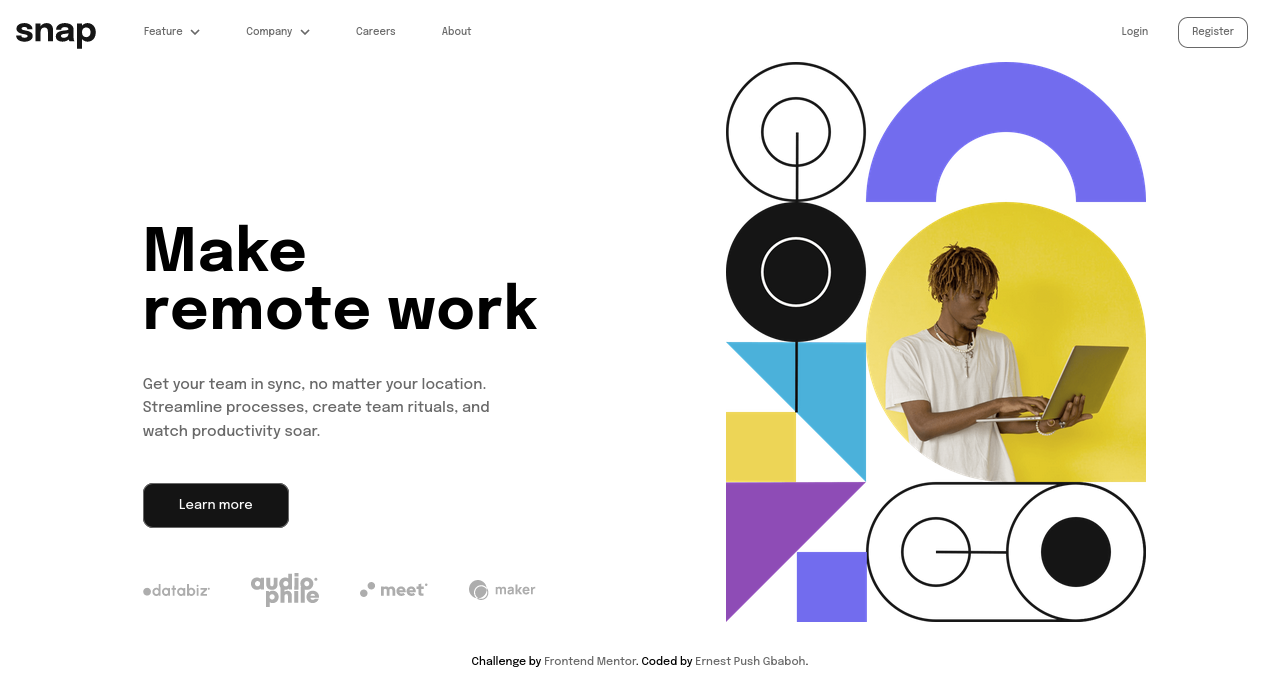 snap
Feature
Company
Careers
About
Login
Register
Make
remote work
Get your team in sync, no matter your location.
Streamline processes, create team rituals, and
watch productivity soar.
Learn more
databiz
audio
phile
meet
maker
Challenge by Frontend Mentor. Coded by Ernest Push Gbaboh.